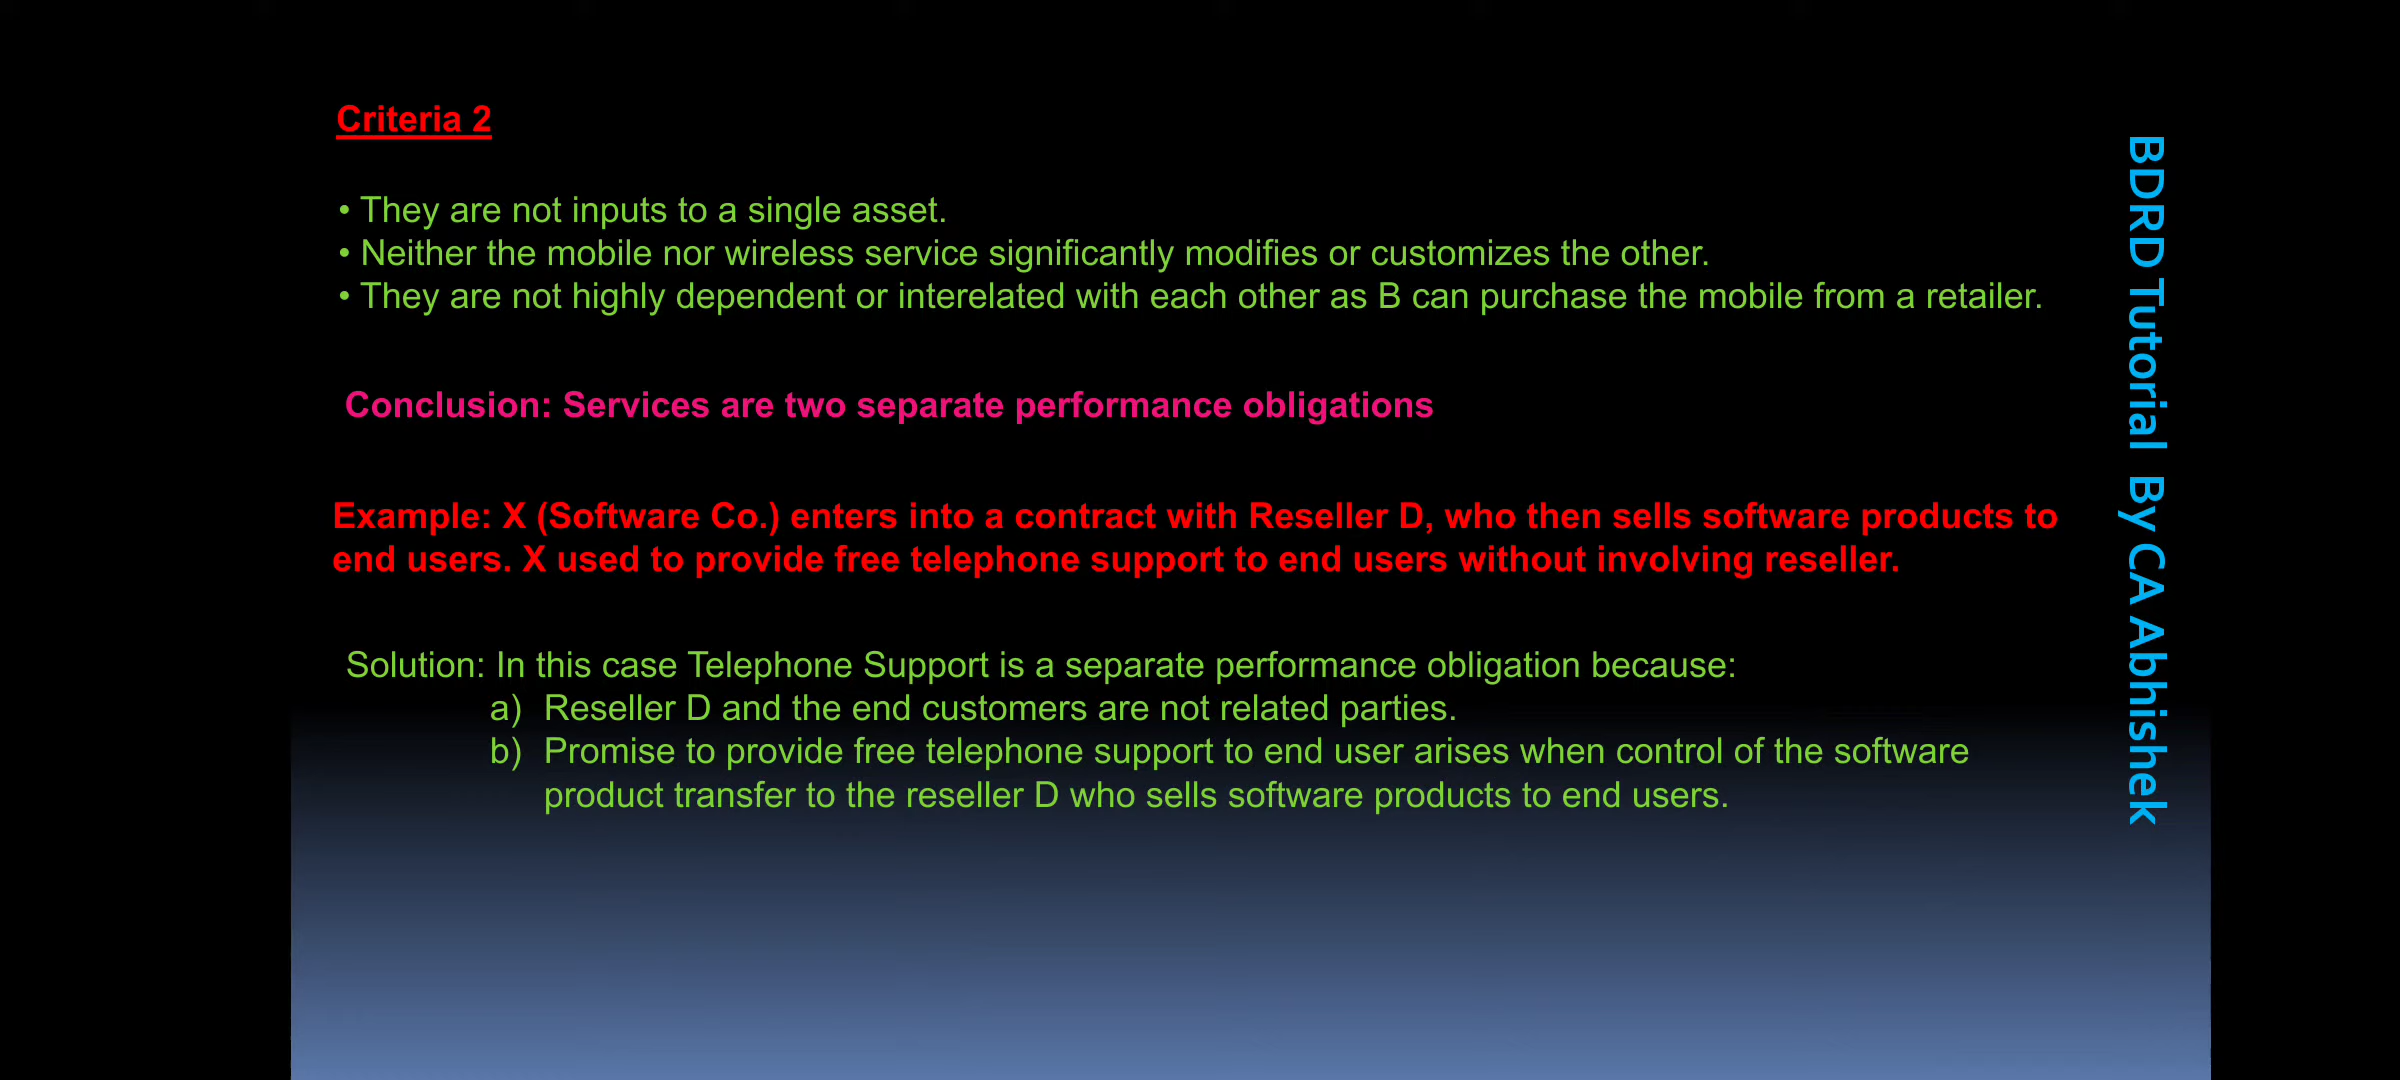 Criteria 2
• They are not inputs to a single asset.
• Neither the mobile nor wireless service significantly modifies or customizes the other.
• They are not highly dependent or interelated with each other as B can purchase the mobile from a retailer.
Conclusion: Services are two separate performance obligations
Example: X (Software Co.) enters into a contract with Reseller D, who then sells software products to
end users. X used to provide free telephone support to end users without involving reseller.
Solution: In this case Telephone Support is a separate performance obligation because:
a) Reseller D and the end customers are not related parties.
b) Promise to provide free telephone support to end user arises when control of the software
product transfer to the reseller D who sells software products to end users.
BDRD Tutorial By CA Abhishek